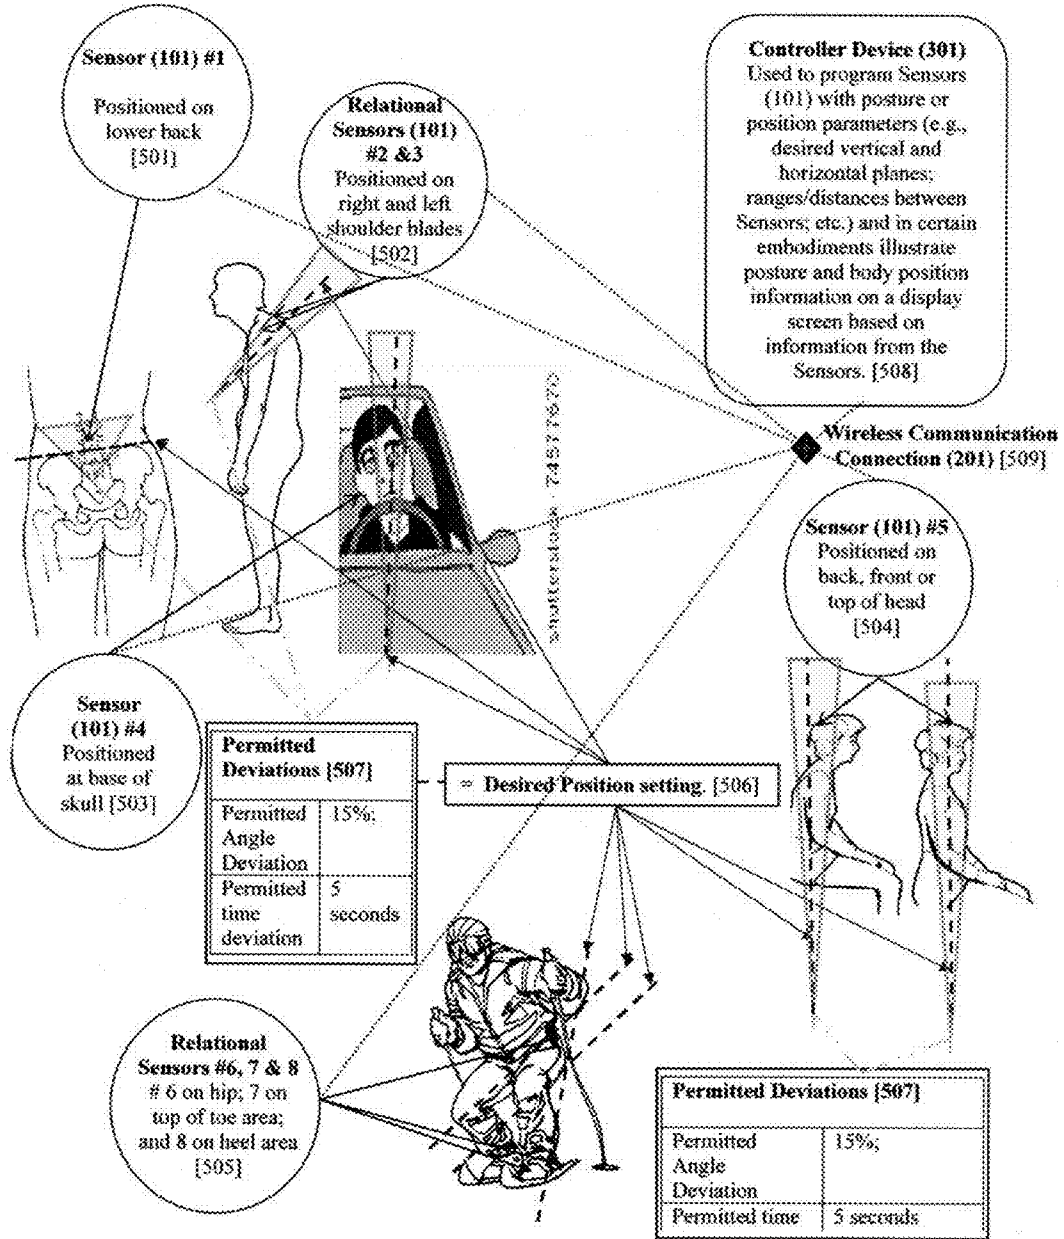 Sensor (101) #1
Positioned on
lower back
[501]
Relational
Sensors (101)
#2 &3
Positioned on
right and left
shoulder blades
[502]
Controller Device (301)
Used to program Sensors
(101) with posture or
position parameters (e.g.,
desired vertical and
horizontal planes;
ranges/distances between
Sensors; etc.) and in certain
embodiments illustrate
posture and body position
information on a display
screen based on
information from the
Sensors. [508]
Wireless Communication
Connection (201) [509]
shutterstock · 74577677
Sensor (101) #5
Positioned on
back, front or
top of head
[504]
Sensor
(101) #4
Positioned
at base of
skull [503]
Permitted
Deviations [507]
Permitted
Angle
Deviation
15%;
Permitted
time
deviation
5
seconds
= Desired Position setting. [506]
Relational
Sensors #6, 7 & 8
# 6 on hip; 7 on
top of toe area;
and 8 on heel area
[505]
Permitted Deviations [507]
Permitted
Angle
Deviation
15%;
Permitted time
5 seconds